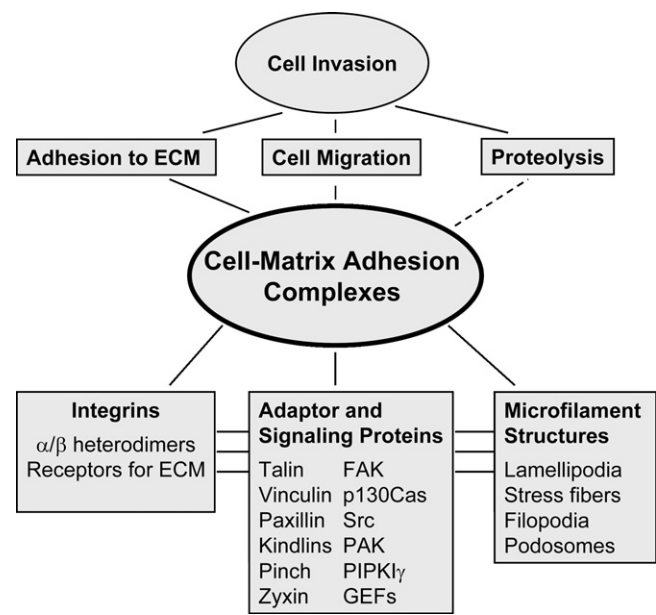 Cell Invasion
Adhesion to ECM
Cell Migration
Proteolysis
Cell-Matrix Adhesion
Complexes
Integrins
α/β heterodimers
Receptors for ECM
Adaptor and
Signaling Proteins
Talin FAK
Vinculin p130Cas
Paxillin Src
Kindlins PAK
Pinch PIPKIγ
Zyxin GEFs
Microfilament
Structures
Lamellipodia
Stress fibers
Filopodia
Podosomes